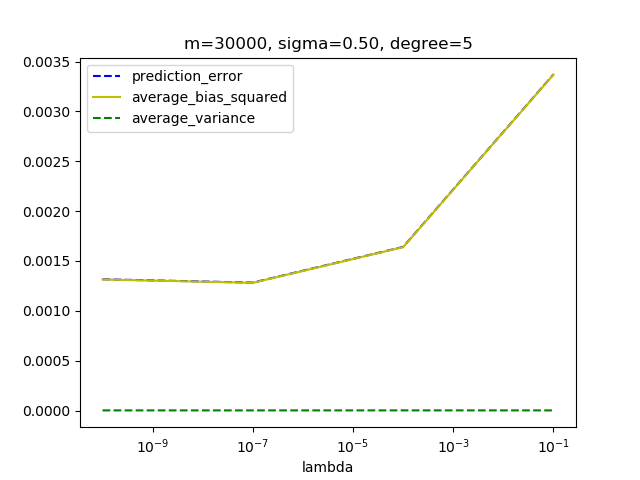 m=30000, sigma=0.50, degree=5
prediction_error
average_bias_squared
average_variance
0.0035
0.0030
0.0025
0.0020
0.0015
0.0010
0.0005
0.0000
10⁻⁹ 10⁻⁷ 10⁻⁵ 10⁻³ 10⁻¹
lambda